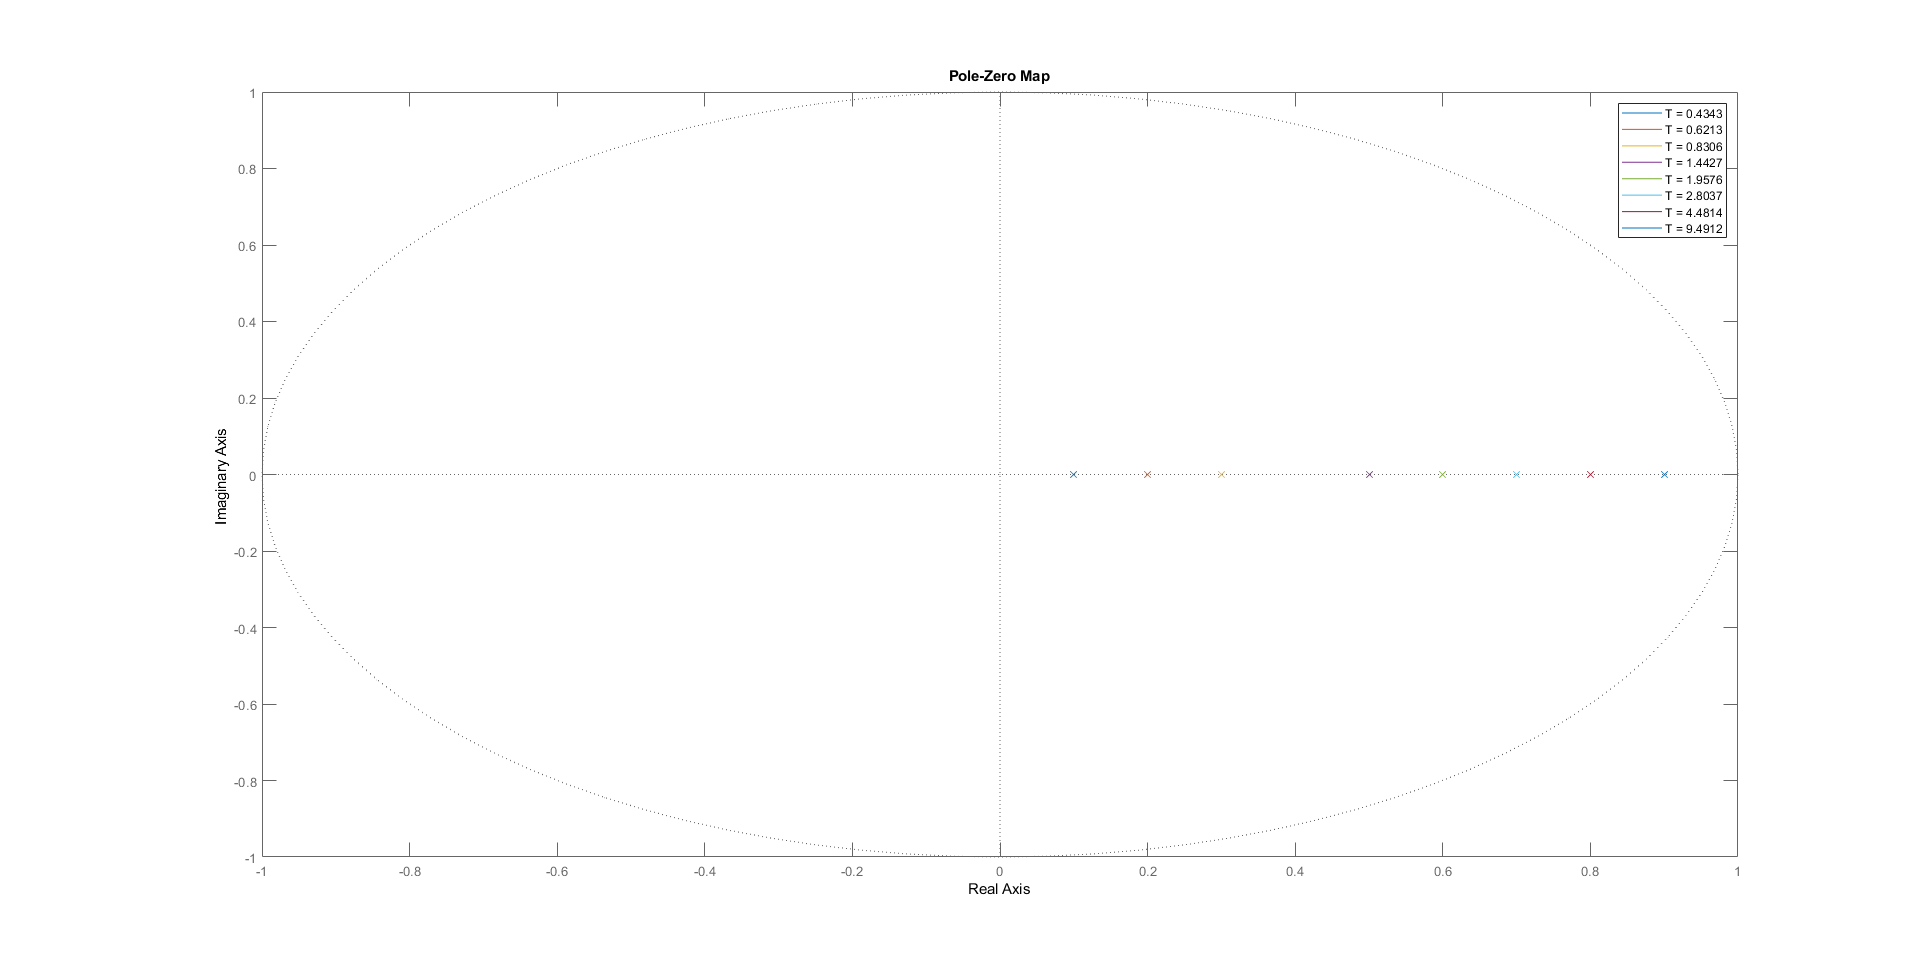 Pole-Zero Map
T = 0.4343
T = 0.6213
T = 0.8306
T = 1.4427
T = 1.9576
T = 2.8037
T = 4.4814
T = 9.4912
1
0.8
0.6
0.4
0.2
0
-0.2
-0.4
-0.6
-0.8
-1
Imaginary Axis
-1
-0.8
-0.6
-0.4
-0.2
0
0.2
0.4
0.6
0.8
1
Real Axis